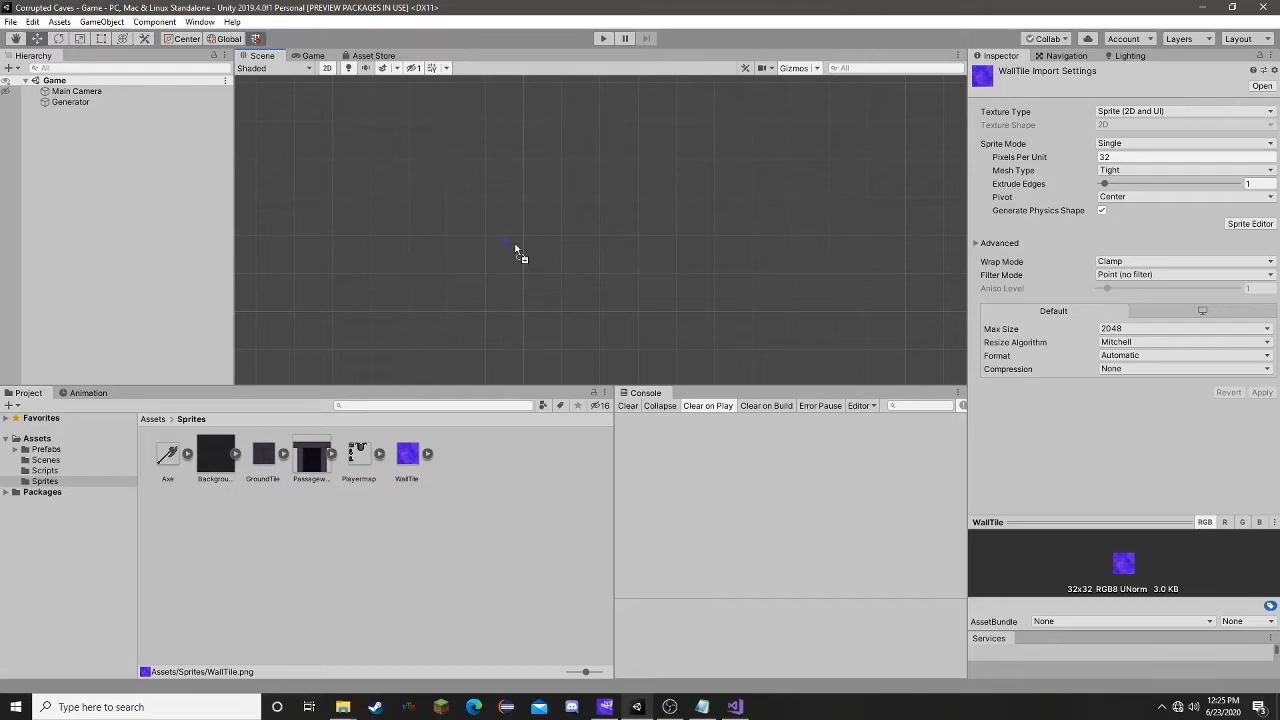 Corrupted Caves - Game - PC, Mac & Linux Standalone - Unity 2019.4.0f1 Personal [PREVIEW PACKAGES IN USE] <DX11>
File Edit Assets GameObject Component Window Help
Center Global Collab Account Layers Layout
Hierarchy Scene Game Asset Store Inspector Navigation Lighting
All Shaded 2D 1 Gizmos All WallTile Import Settings
Game
Main Camera
Generator
Open
Texture Type Sprite (2D and UI)
Texture Shape 2D
Sprite Mode Single
Pixels Per Unit 32
Mesh Type Tight
Extrude Edges 1
Pivot Center
Generate Physics Shape
Sprite Editor
Advanced
Wrap Mode Clamp
Filter Mode Point (no filter)
Aniso Level 1
Default
Max Size 2048
Resize Algorithm Mitchell
Format Automatic
Compression None
Revert Apply
Project Animation Console
16 Clear Collapse Clear on Play Clear on Build Error Pause Editor
Favorites
Assets
Prefabs
Scenes
Scripts
Sprites
Packages
Assets > Sprites
Axe Backgrou... GroundTile Passagew... Playermap WallTile
WallTile RGB R G B
32x32 RGB8 UNorm 3.0 KB
AssetBundle None None
Services
Assets/Sprites/WallTile.png
Type here to search
12:25 PM
6/23/2020